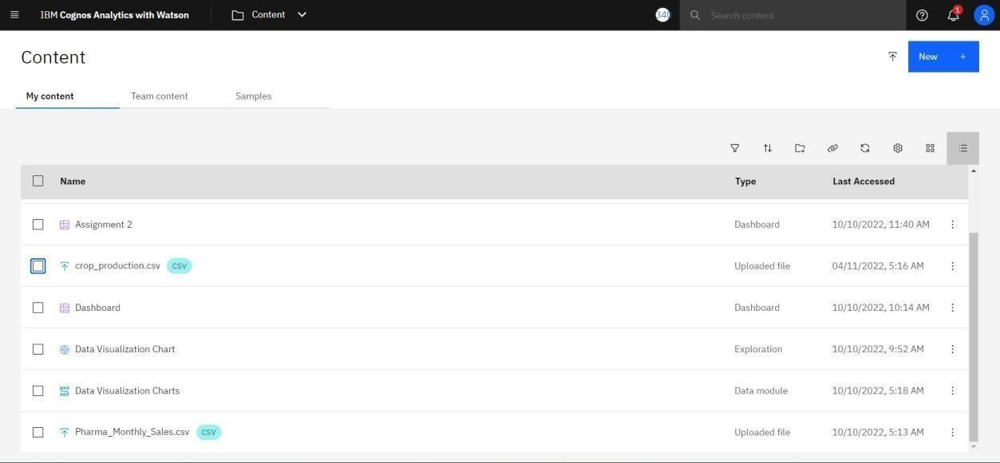 IBM Cognos Analytics with Watson
Content
340
Search content
1
Content
New +
My content
Team content
Samples
Name Type Last Accessed
Assignment 2 Dashboard 10/10/2022, 11:40 AM
crop_production.csv CSV Uploaded file 04/11/2022, 5:16 AM
Dashboard Dashboard 10/10/2022, 10:14 AM
Data Visualization Chart Exploration 10/10/2022, 9:52 AM
Data Visualization Charts Data module 10/10/2022, 5:18 AM
Pharma_Monthly_Sales.csv CSV Uploaded file 10/10/2022, 5:13 AM